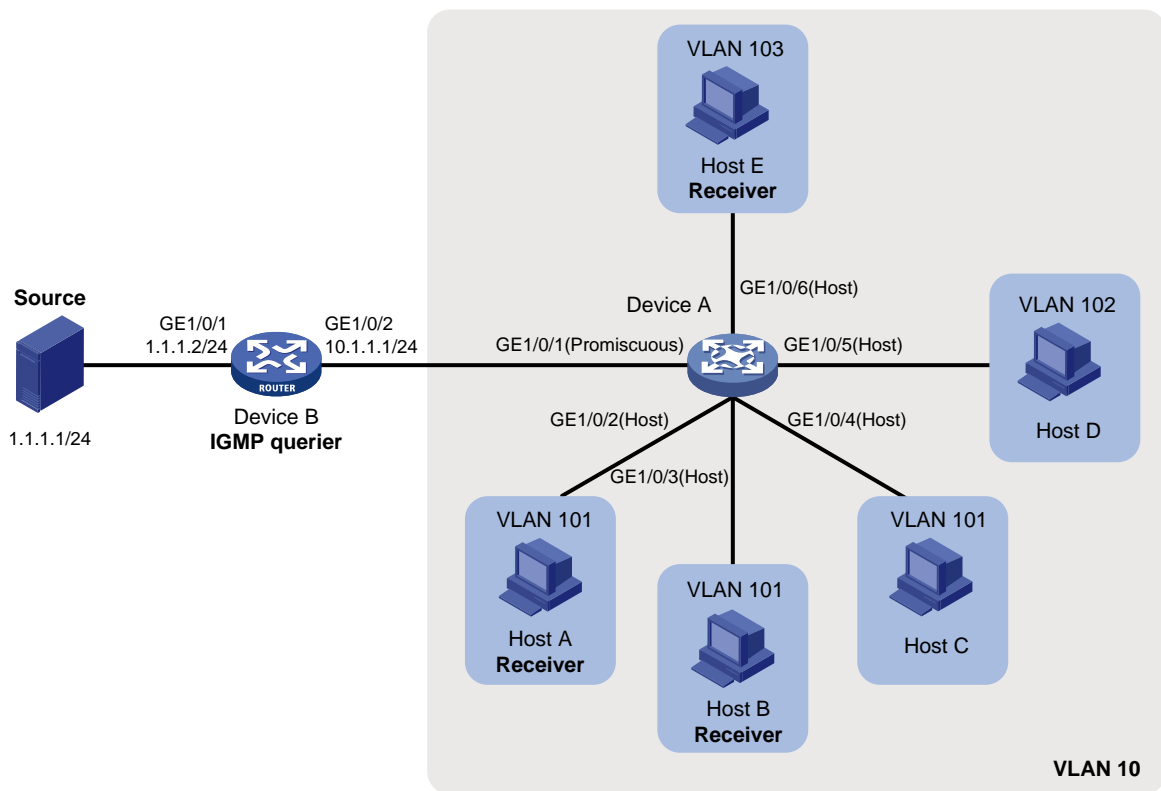 VLAN 103
Host E
Receiver
GE1/0/6(Host)
Device A
Source
GE1/0/1
1.1.1.2/24
GE1/0/2
10.1.1.1/24
GE1/0/1(Promiscuous)
GE1/0/5(Host)
VLAN 102
Host D
ROUTER
Device B
IGMP querier
1.1.1.1/24
GE1/0/2(Host)
GE1/0/4(Host)
GE1/0/3(Host)
VLAN 101
Host A
Receiver
VLAN 101
Host B
Receiver
VLAN 101
Host C
VLAN 10